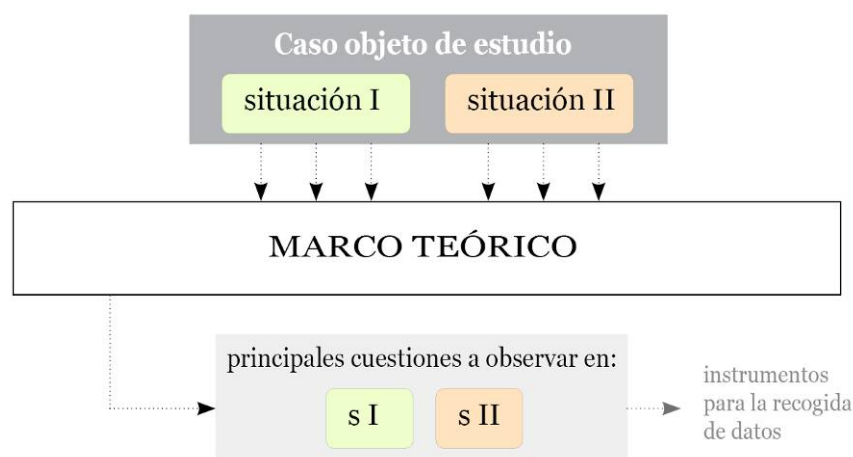 Caso objeto de estudio
situación I
situación II
MARCO TEÓRICO
principales cuestiones a observar en:
s I
s II
instrumentos
para la recogida
de datos